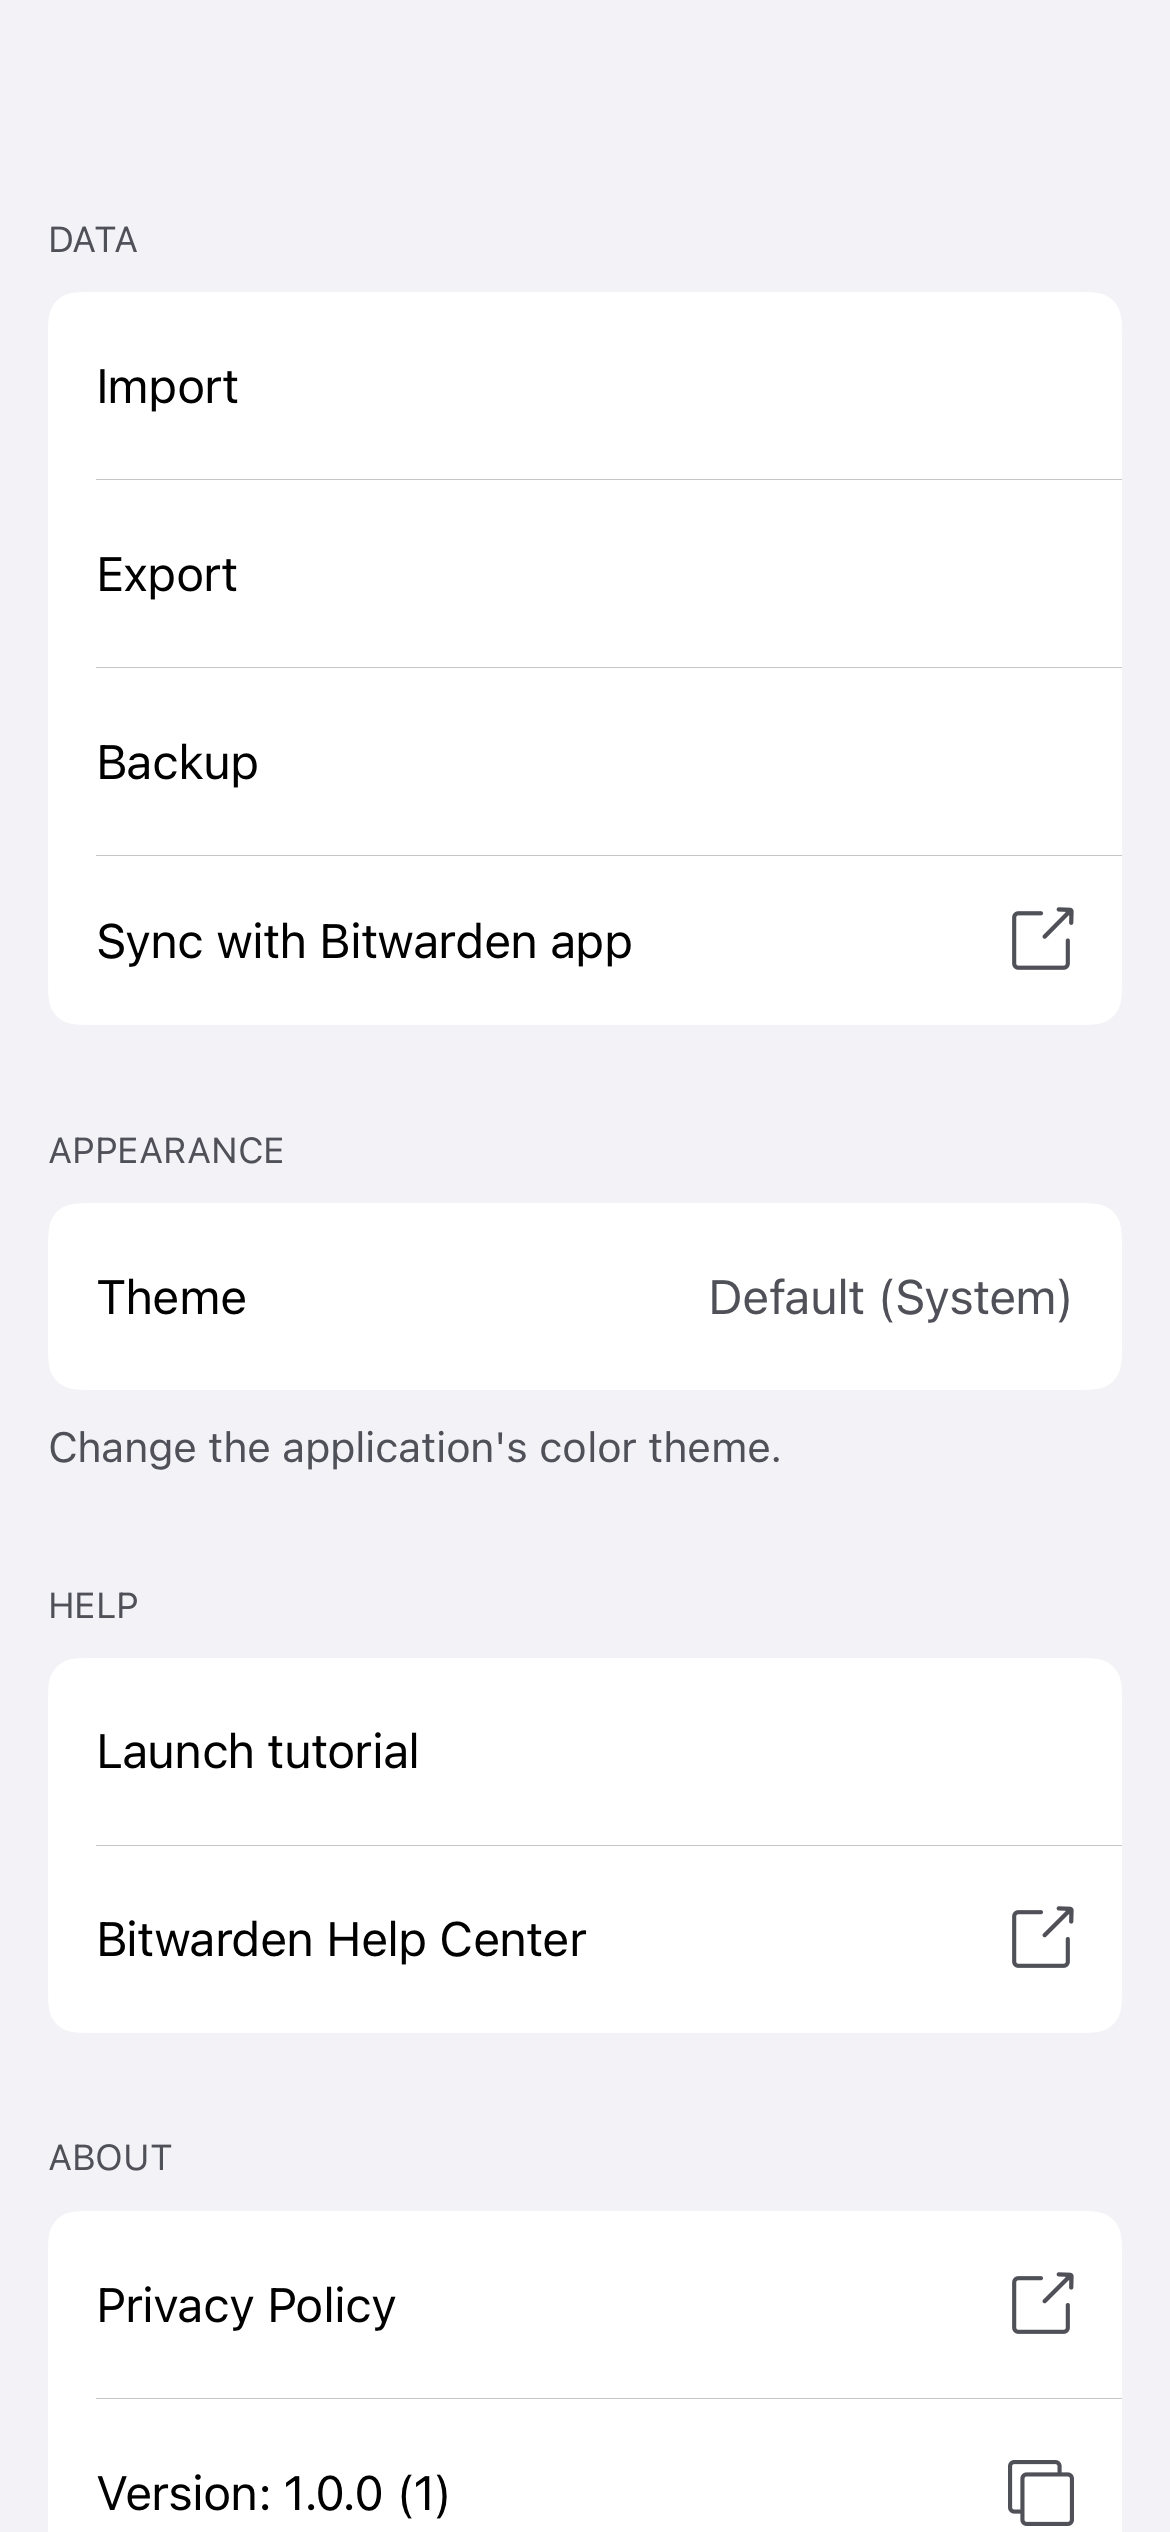 DATA
Import
Export
Backup
Sync with Bitwarden app
APPEARANCE
Theme Default (System)
Change the application's color theme.
HELP
Launch tutorial
Bitwarden Help Center
ABOUT
Privacy Policy
Version: 1.0.0 (1)